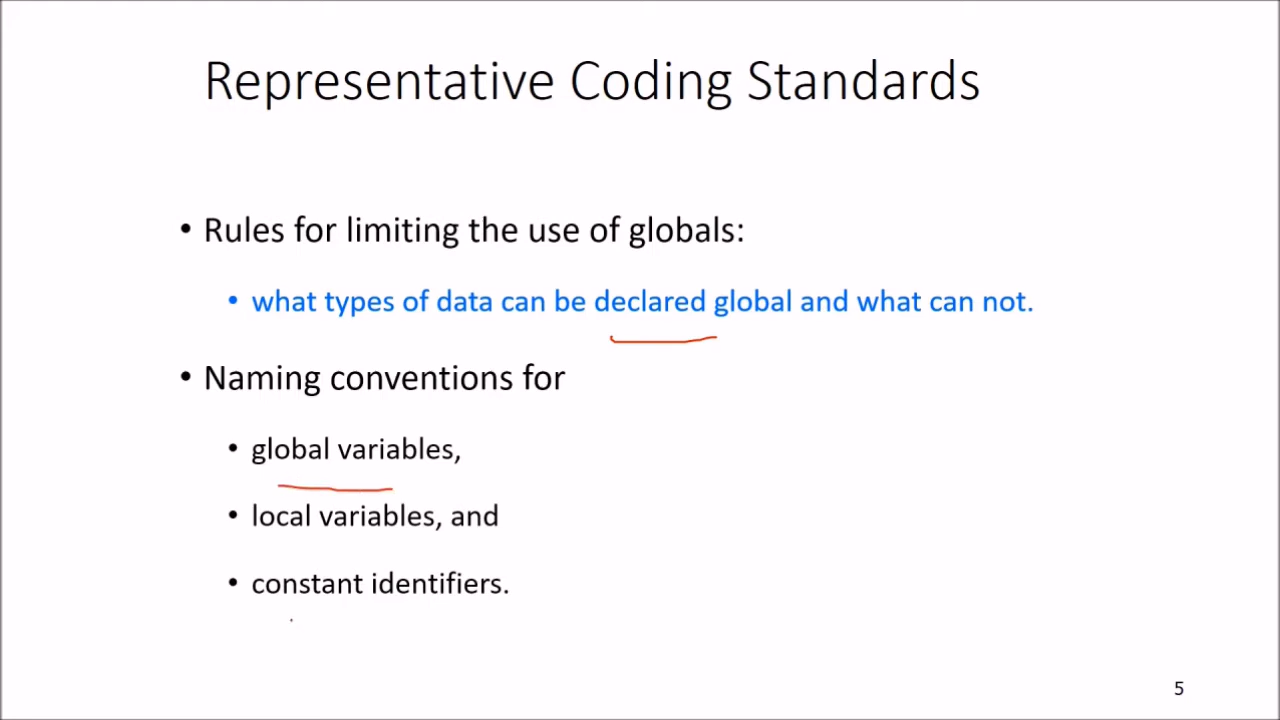 Representative Coding Standards
• Rules for limiting the use of globals:
• what types of data can be declared global and what can not.
• Naming conventions for
• global variables,
• local variables, and
• constant identifiers.
5